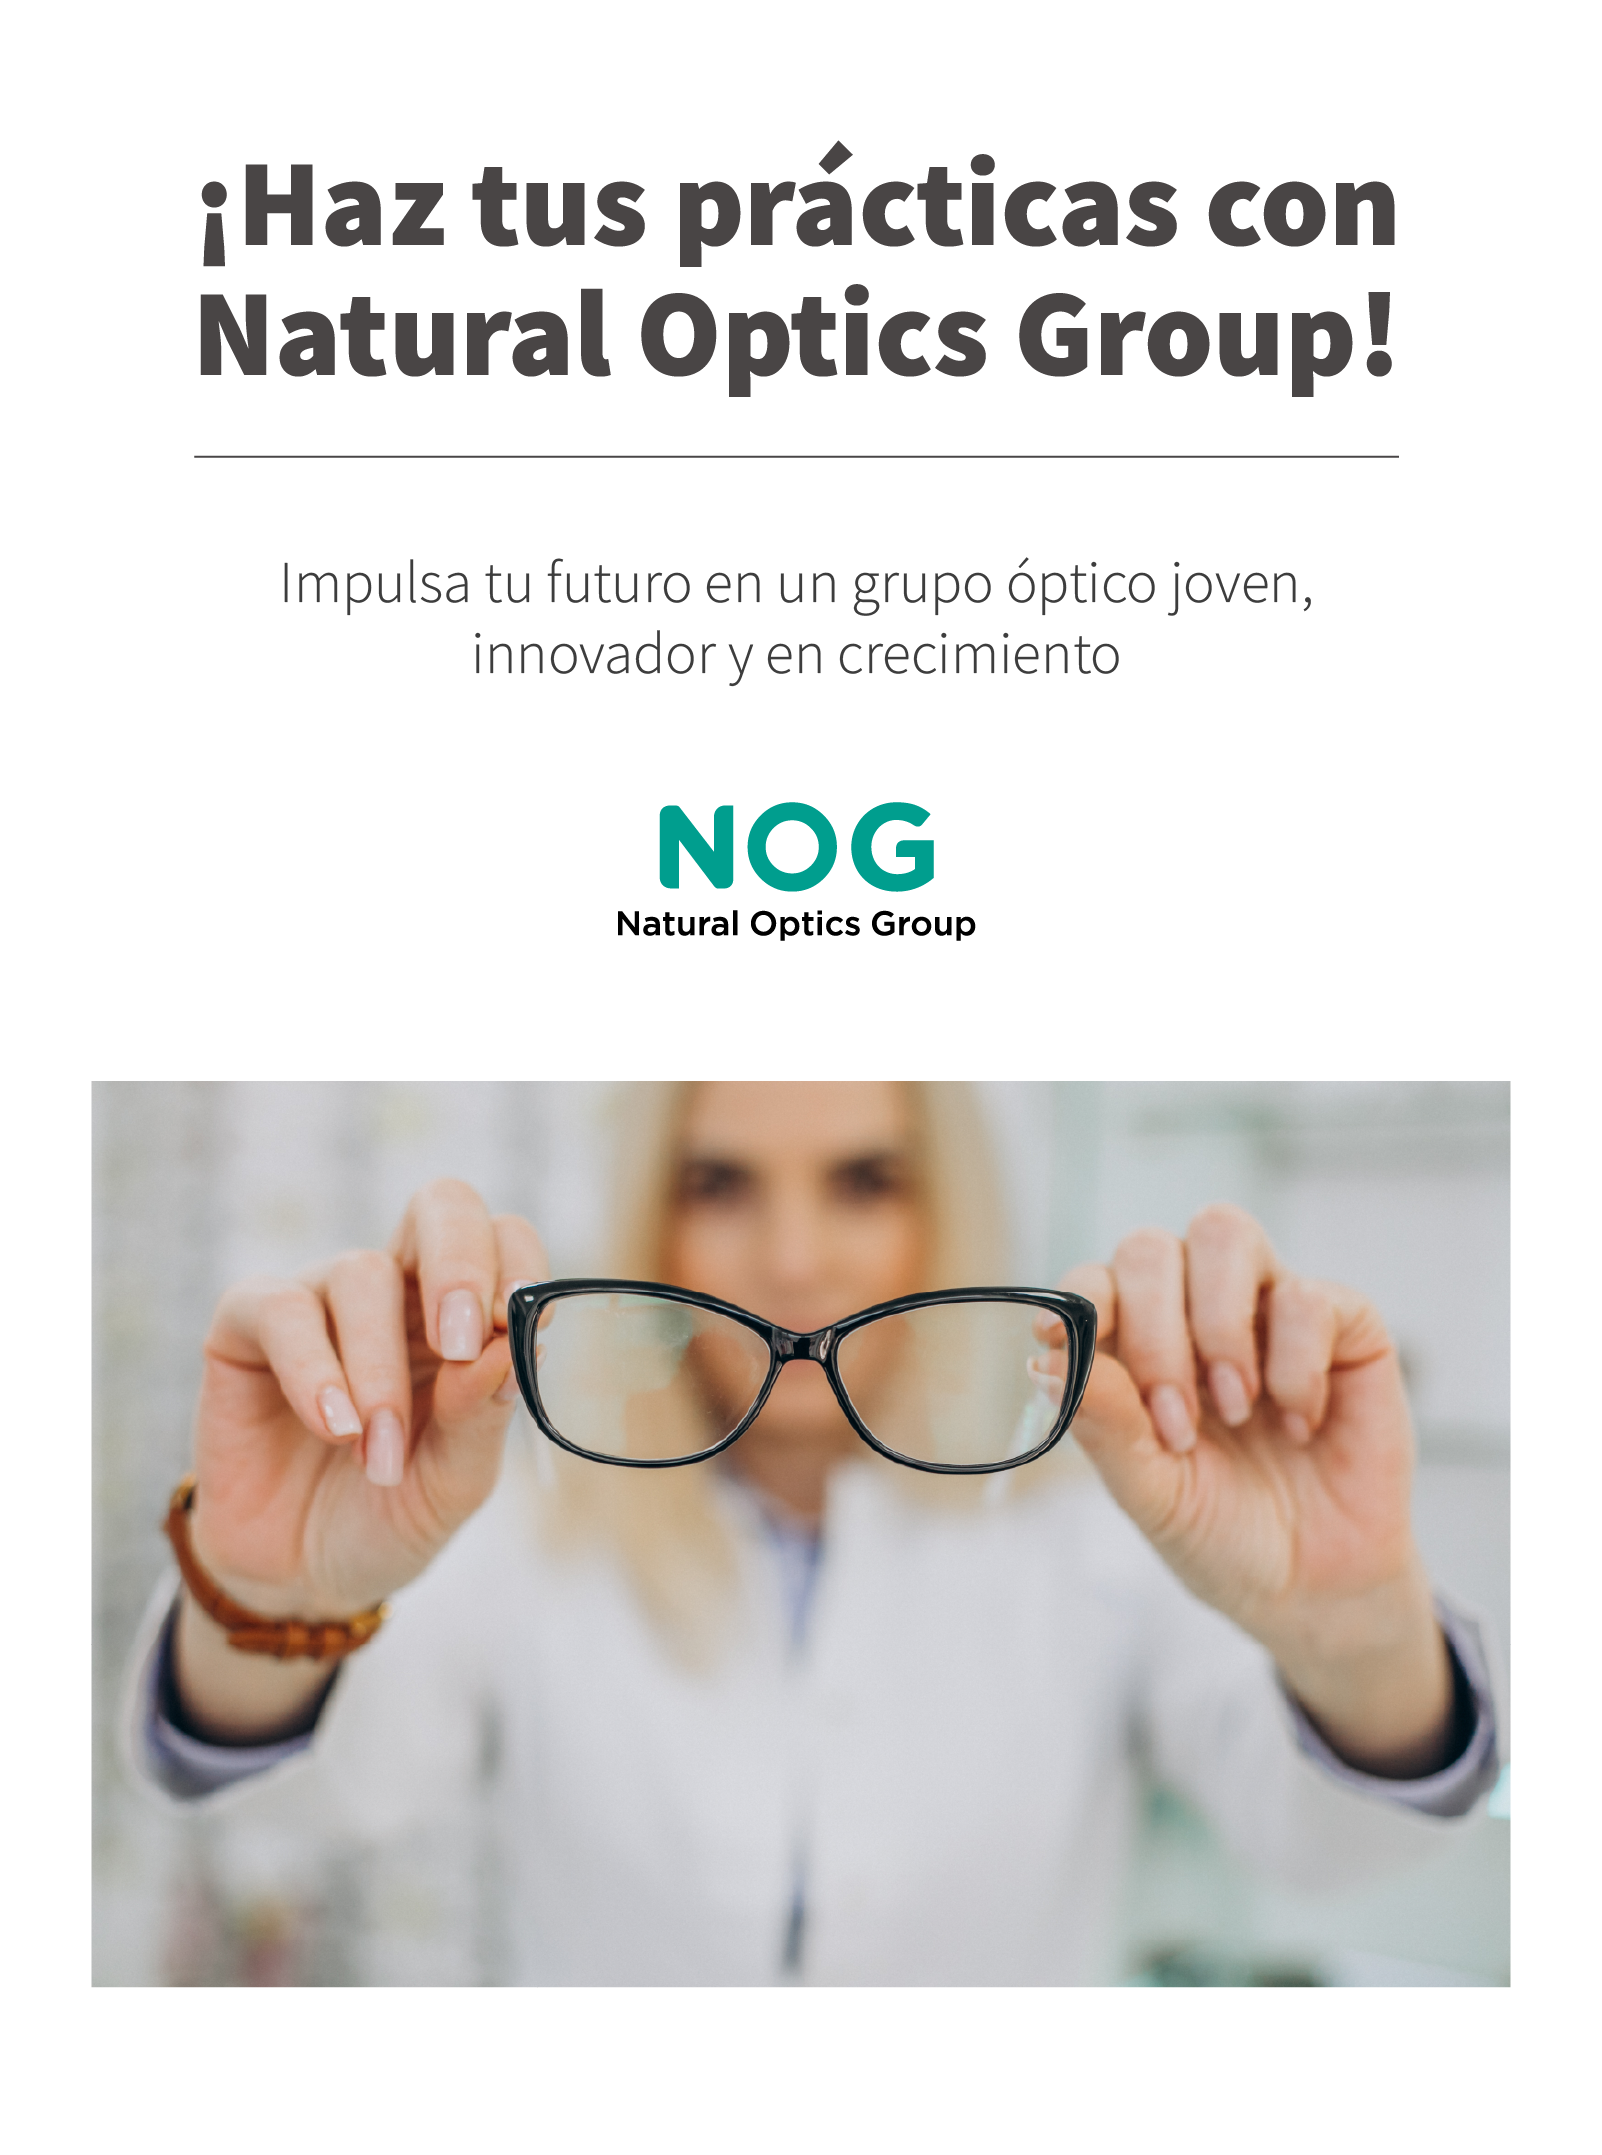 ¡Haz tus prácticas con
Natural Optics Group!
Impulsa tu futuro en un grupo óptico joven,
innovador y en crecimiento
NOG
Natural Optics Group